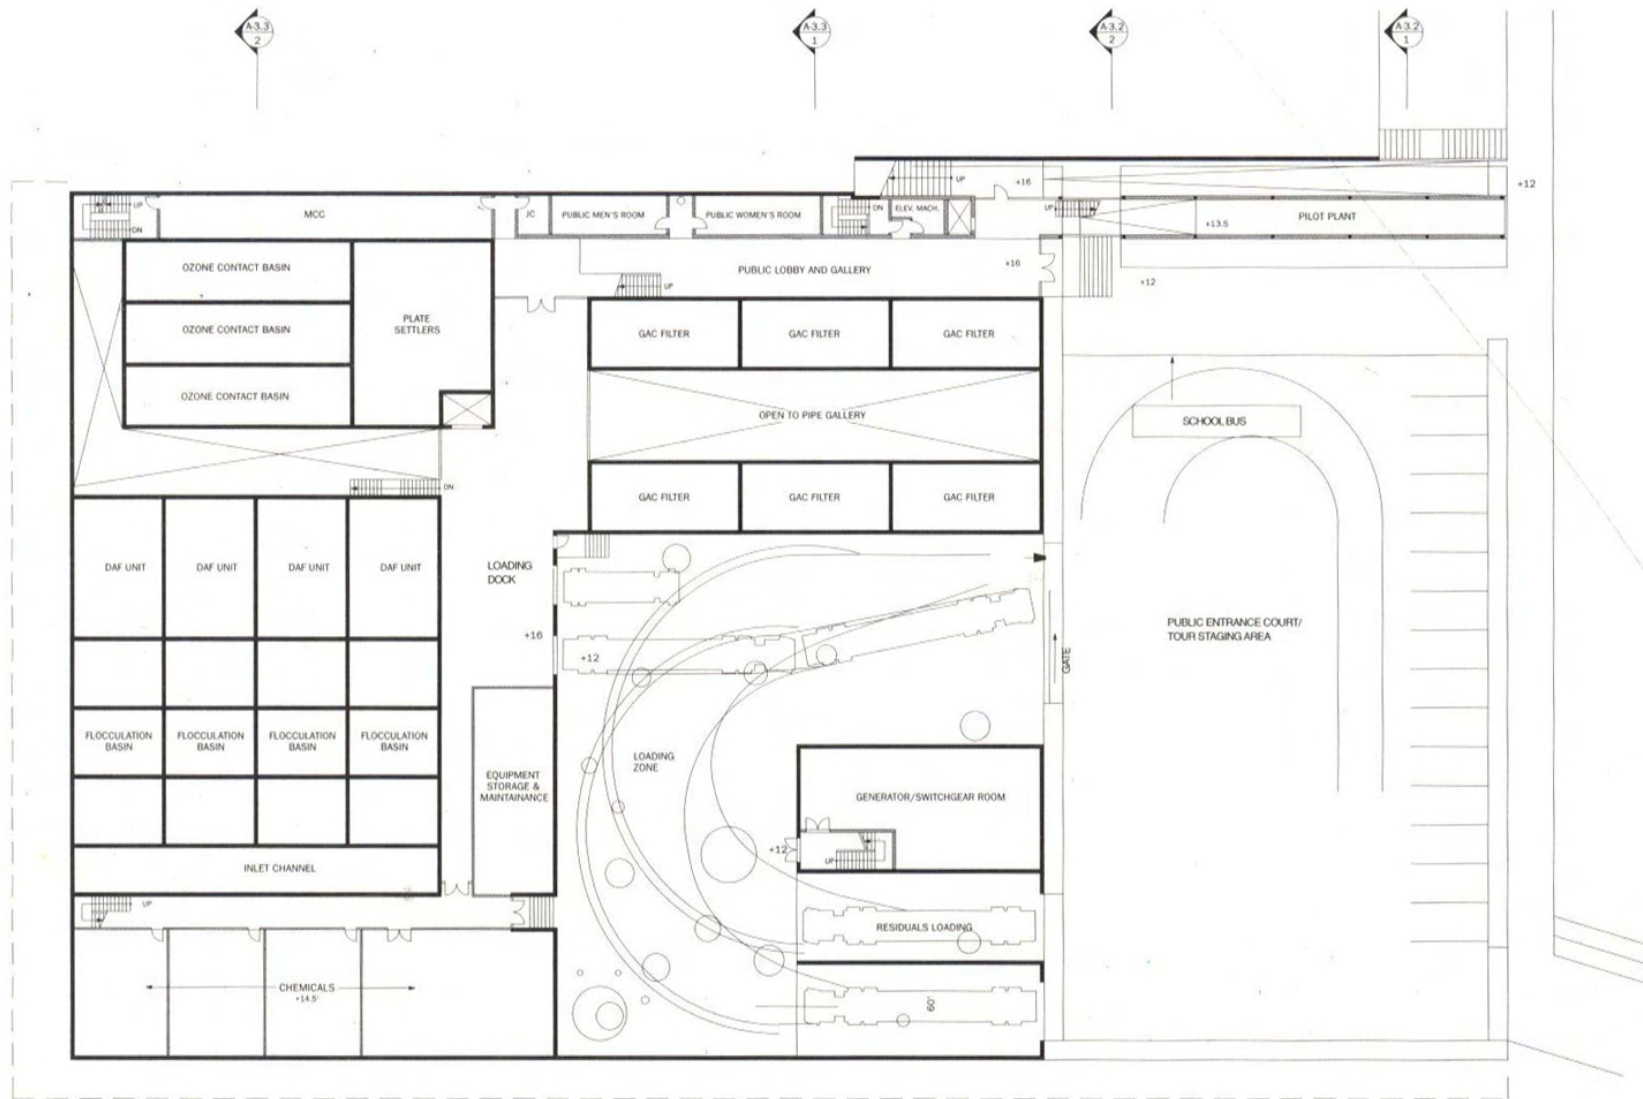 A-3.3
2
A-3.3
1
A-3.2
2
A-3.2
1
UP
+16
+12
UP
DN
MCC
JC
PUBLIC MEN'S ROOM
PUBLIC WOMEN'S ROOM
DN
ELEV. MACH.
UP
+13.5
PILOT PLANT
OZONE CONTACT BASIN
PUBLIC LOBBY AND GALLERY
+16
+12
UP
OZONE CONTACT BASIN
PLATE
SETTLERS
GAC FILTER
GAC FILTER
GAC FILTER
OZONE CONTACT BASIN
OPEN TO PIPE GALLERY
SCHOOL BUS
DN
GAC FILTER
GAC FILTER
GAC FILTER
DAF UNIT
DAF UNIT
DAF UNIT
DAF UNIT
LOADING
DOCK
+16
+12
PUBLIC ENTRANCE COURT/
TOUR STAGING AREA
GATE
FLOCCULATION
BASIN
FLOCCULATION
BASIN
FLOCCULATION
BASIN
FLOCCULATION
BASIN
EQUIPMENT
STORAGE &
MAINTAINANCE
LOADING
ZONE
GENERATOR/SWITCHGEAR ROOM
+12
UP
INLET CHANNEL
UP
RESIDUALS LOADING
CHEMICALS
+14.5'
60'